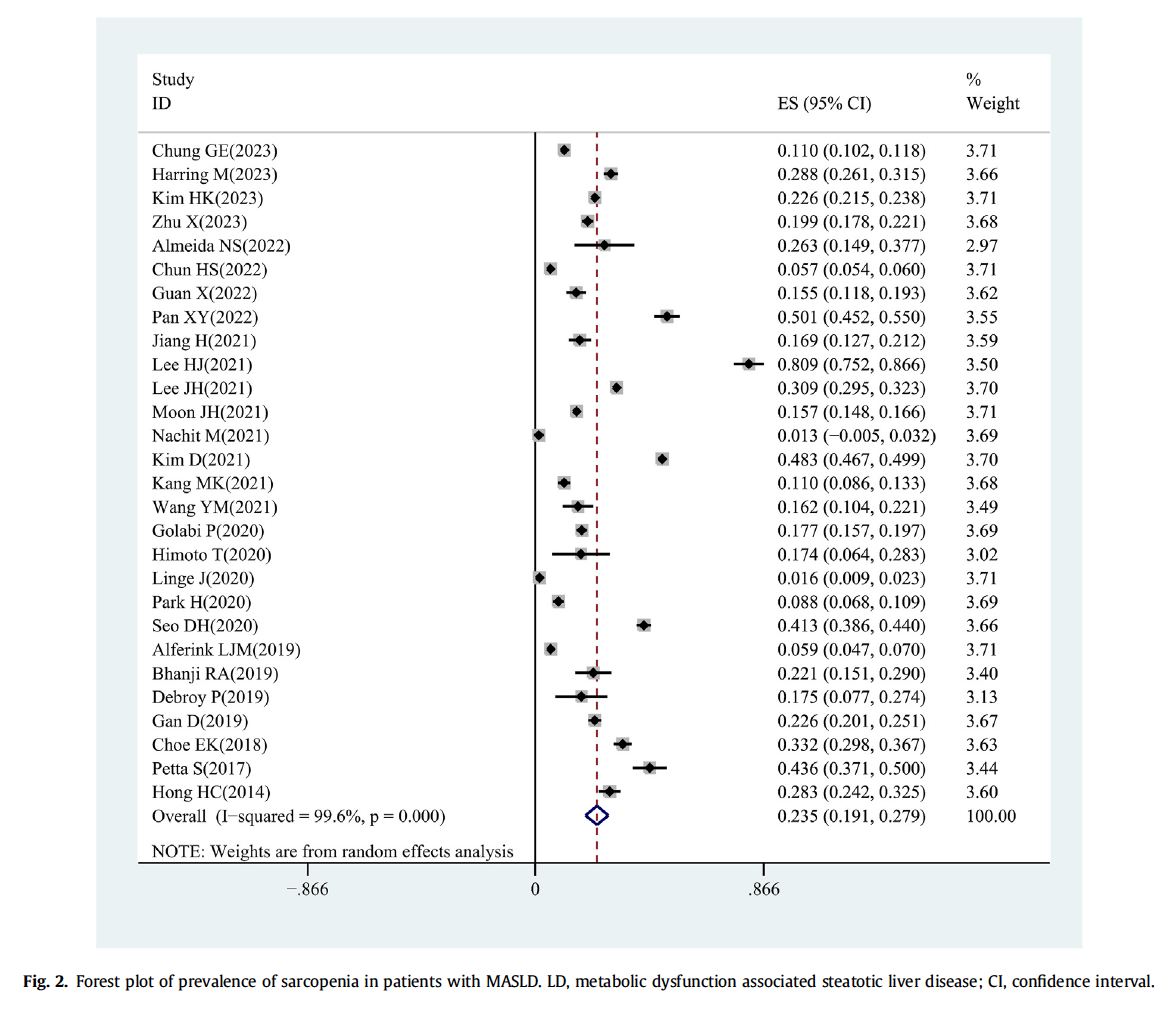 Study %
ID ES (95% CI) Weight
Chung GE(2023) 0.110 (0.102, 0.118) 3.71
Harring M(2023) 0.288 (0.261, 0.315) 3.66
Kim HK(2023) 0.226 (0.215, 0.238) 3.71
Zhu X(2023) 0.199 (0.178, 0.221) 3.68
Almeida NS(2022) 0.263 (0.149, 0.377) 2.97
Chun HS(2022) 0.057 (0.054, 0.060) 3.71
Guan X(2022) 0.155 (0.118, 0.193) 3.62
Pan XY(2022) 0.501 (0.452, 0.550) 3.55
Jiang H(2021) 0.169 (0.127, 0.212) 3.59
Lee HJ(2021) 0.809 (0.752, 0.866) 3.50
Lee JH(2021) 0.309 (0.295, 0.323) 3.70
Moon JH(2021) 0.157 (0.148, 0.166) 3.71
Nachit M(2021) 0.013 (−0.005, 0.032) 3.69
Kim D(2021) 0.483 (0.467, 0.499) 3.70
Kang MK(2021) 0.110 (0.086, 0.133) 3.68
Wang YM(2021) 0.162 (0.104, 0.221) 3.49
Golabi P(2020) 0.177 (0.157, 0.197) 3.69
Himoto T(2020) 0.174 (0.064, 0.283) 3.02
Linge J(2020) 0.016 (0.009, 0.023) 3.71
Park H(2020) 0.088 (0.068, 0.109) 3.69
Seo DH(2020) 0.413 (0.386, 0.440) 3.66
Alferink LJM(2019) 0.059 (0.047, 0.070) 3.71
Bhanji RA(2019) 0.221 (0.151, 0.290) 3.40
Debroy P(2019) 0.175 (0.077, 0.274) 3.13
Gan D(2019) 0.226 (0.201, 0.251) 3.67
Choe EK(2018) 0.332 (0.298, 0.367) 3.63
Petta S(2017) 0.436 (0.371, 0.500) 3.44
Hong HC(2014) 0.283 (0.242, 0.325) 3.60
Overall (I−squared = 99.6%, p = 0.000) 0.235 (0.191, 0.279) 100.00
NOTE: Weights are from random effects analysis
−.866 0 .866
Fig. 2. Forest plot of prevalence of sarcopenia in patients with MASLD. LD, metabolic dysfunction associated steatotic liver disease; CI, confidence interval.